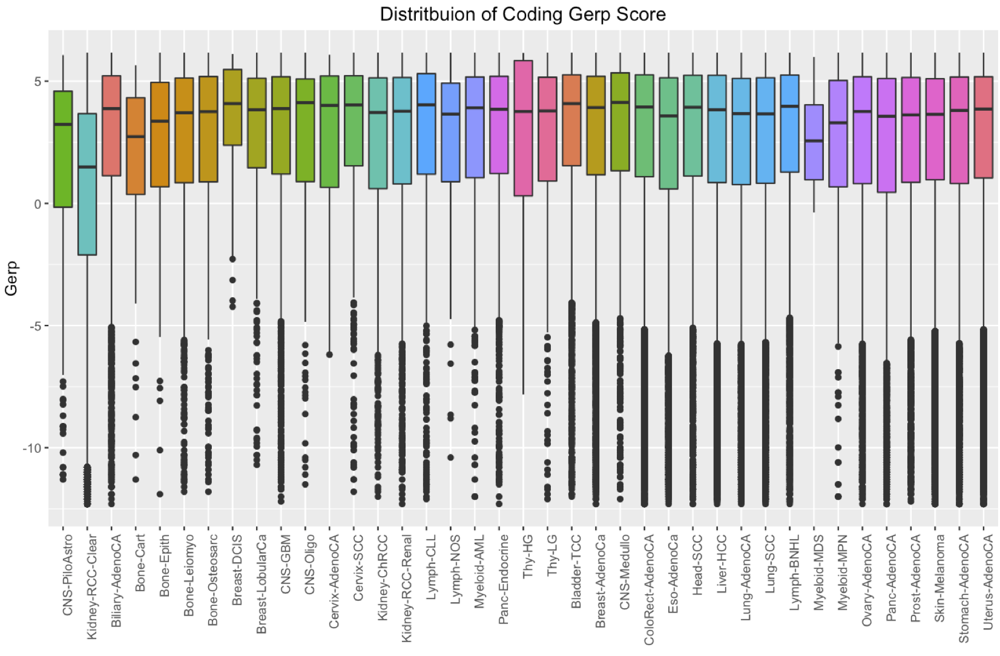 Distritbuion of Coding Gerp Score
Gerp
5
0
-5
-10
CNS-PiloAstro
Kidney-RCC-Clear
Biliary-AdenoCA
Bone-Cart
Bone-Epith
Bone-Leiomyo
Bone-Osteosarc
Breast-DCIS
Breast-LobularCa
CNS-GBM
CNS-Oligo
Cervix-AdenoCA
Cervix-SCC
Kidney-ChRCC
Kidney-RCC-Renal
Lymph-CLL
Lymph-NOS
Myeloid-AML
Panc-Endocrine
Thy-HG
Thy-LG
Bladder-TCC
Breast-AdenoCa
CNS-Medullo
ColoRect-AdenoCA
Eso-AdenoCa
Head-SCC
Liver-HCC
Lung-AdenoCA
Lung-SCC
Lymph-BNHL
Myeloid-MDS
Myeloid-MPN
Ovary-AdenoCA
Panc-AdenoCA
Prost-AdenoCA
Skin-Melanoma
Stomach-AdenoCA
Uterus-AdenoCA